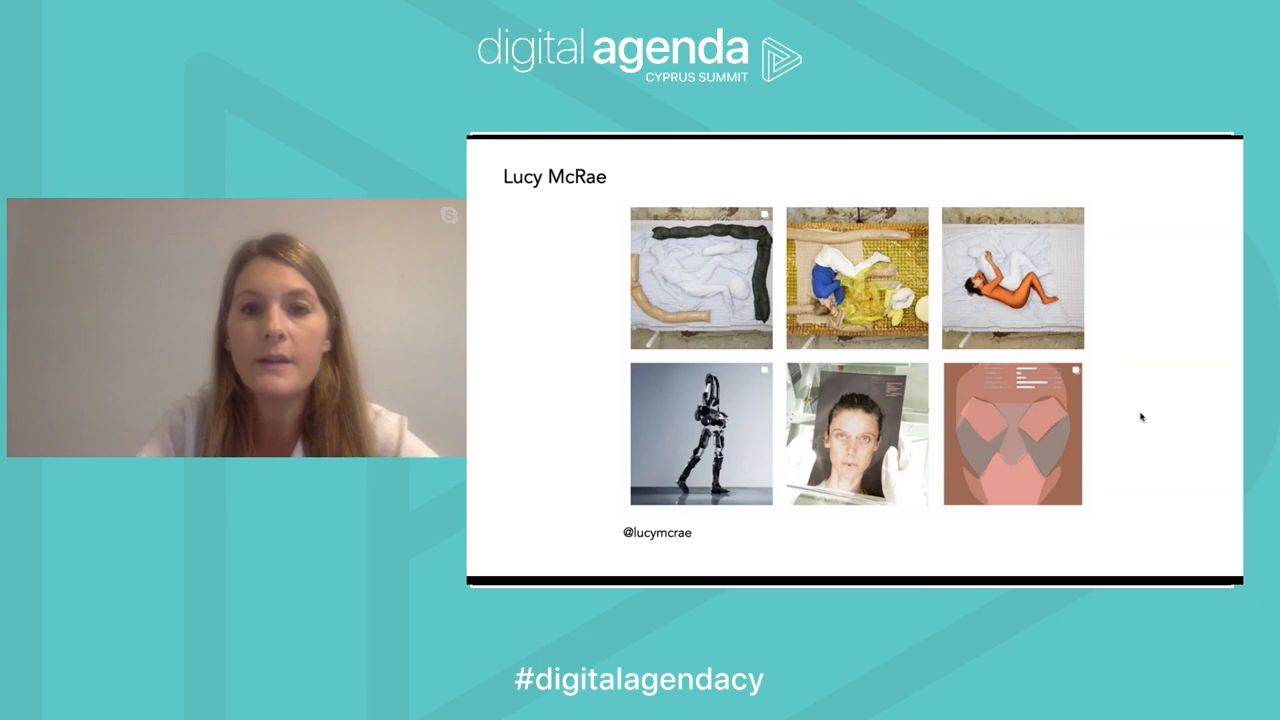 digital agenda
CYPRUS SUMMIT
Lucy McRae
@lucymcrae
#digitalagendacy